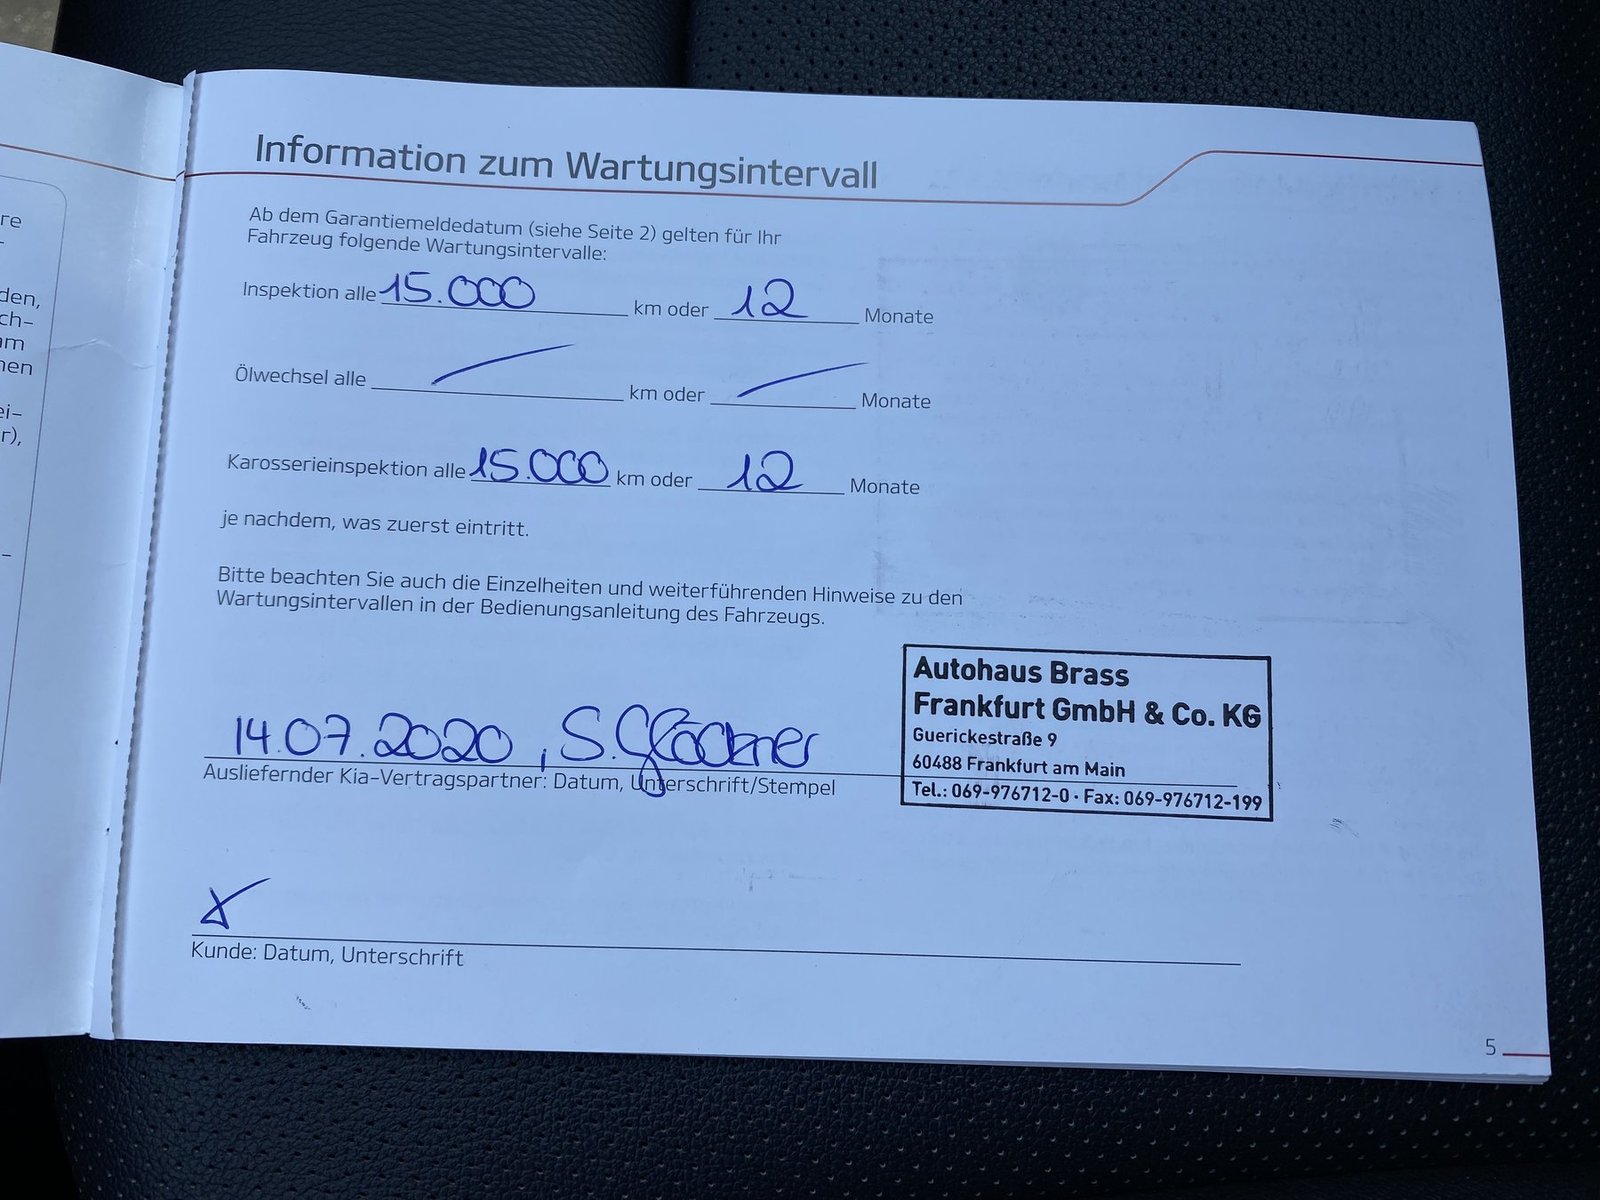 re
–
den,
ch–
am
nen
ei–
r),
–
Information zum Wartungsintervall
Ab dem Garantiemeldedatum (siehe Seite 2) gelten für Ihr
Fahrzeug folgende Wartungsintervalle:
Inspektion alle 15.000 km oder 12 Monate
Ölwechsel alle km oder Monate
Karosserieinspektion alle 15.000 km oder 12 Monate
je nachdem, was zuerst eintritt.
Bitte beachten Sie auch die Einzelheiten und weiterführenden Hinweise zu den
Wartungsintervallen in der Bedienungsanleitung des Fahrzeugs.
14.07.2020, S. Glöckner
Ausliefernder Kia-Vertragspartner: Datum, Unterschrift/Stempel
Autohaus Brass
Frankfurt GmbH & Co. KG
Guerickestraße 9
60488 Frankfurt am Main
Tel.: 069-976712-0 · Fax: 069-976712-199
x
Kunde: Datum, Unterschrift
5